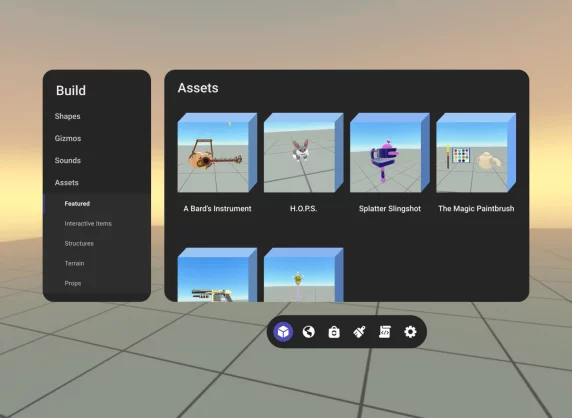 Build
Shapes
Gizmos
Sounds
Assets
Featured
Interactive Items
Structures
Terrain
Props
Assets
A Bard's Instrument
H.O.P.S.
Splatter Slingshot
The Magic Paintbrush